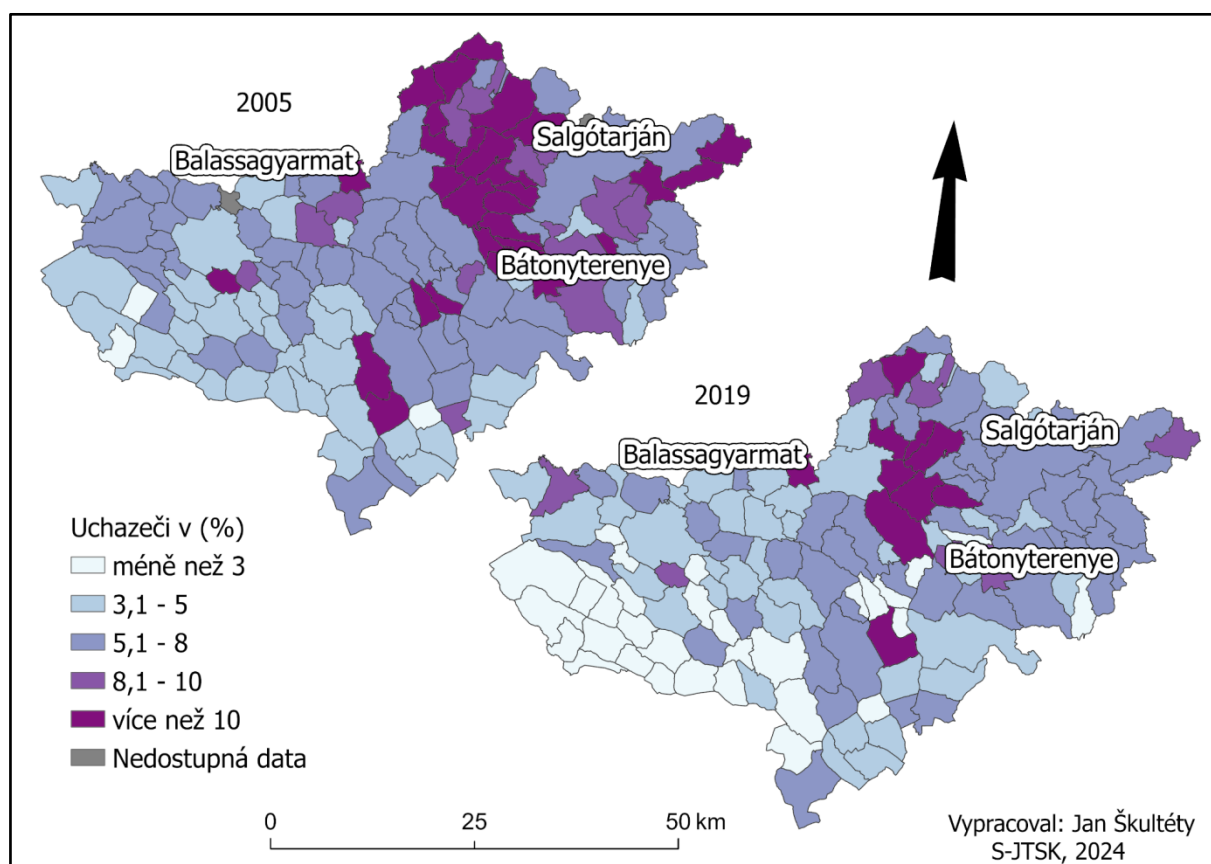 2005
Salgótarján
Balassagyarmat
Bátonyterenye
2019
Salgótarján
Balassagyarmat
Bátonyterenye
Uchazeči v (%)
méně než 3
3,1 - 5
5,1 - 8
8,1 - 10
více než 10
Nedostupná data
0 25 50 km
Vypracoval: Jan Škultéty
S-JTSK, 2024